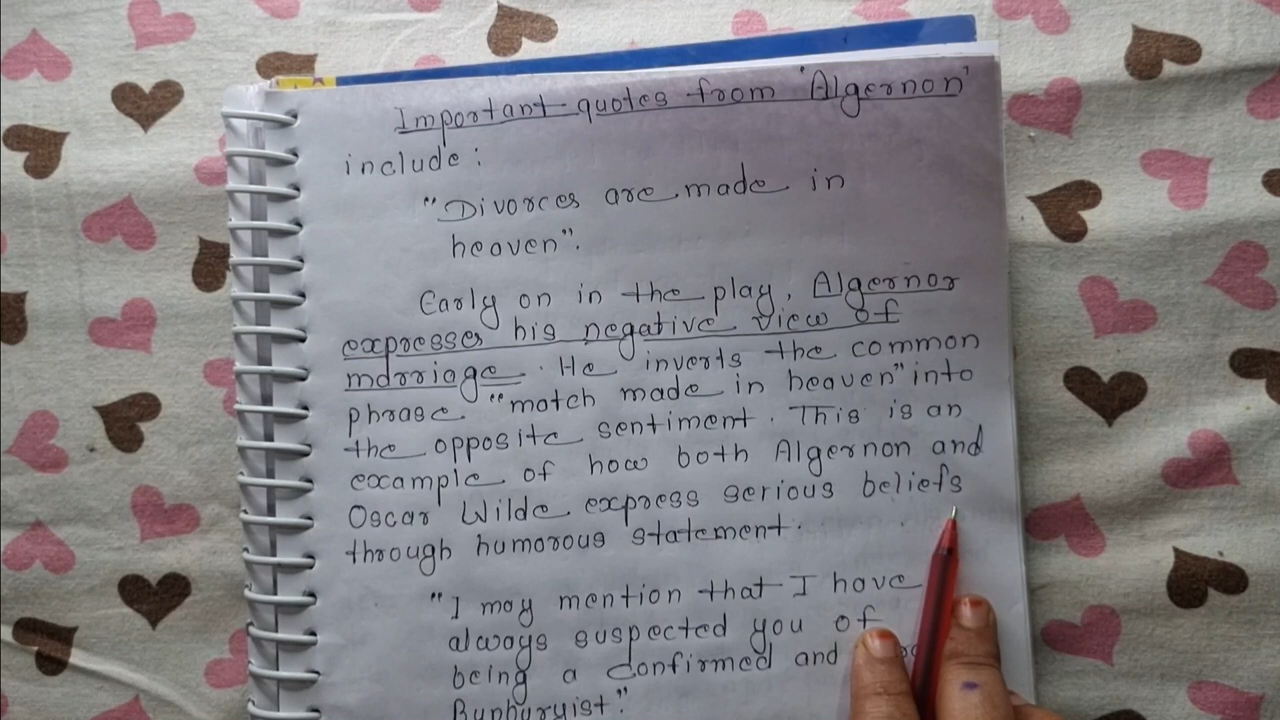 Important quotes from 'Algernon'
include :
"Divorces are made in
heaven".
Early on in the play, Algernor
expresses his negative view of
mdrriage. He inverts the common
phrase "match made in heaven" into
the opposite sentiment. This is an
example of how both Algernon and
Oscar Wilde express serious beliefs
through humorous statement.
"I may mention that I have
always suspected you of
being a confirmed and
Bunburyist."